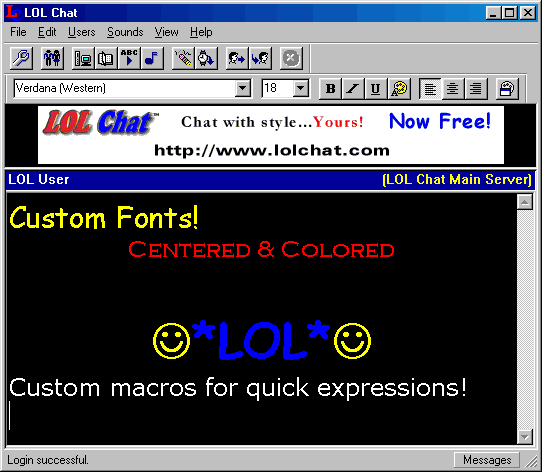 LOL Chat
File Edit Users Sounds View Help
ABC
Verdana (Western) 18 B I U
LOL Chat™ Chat with style...Yours! Now Free!
http://www.lolchat.com
LOL User (LOL Chat Main Server)
Custom Fonts!
Centered & Colored
☺*LOL*☺
Custom macros for quick expressions!
Login successful. Messages